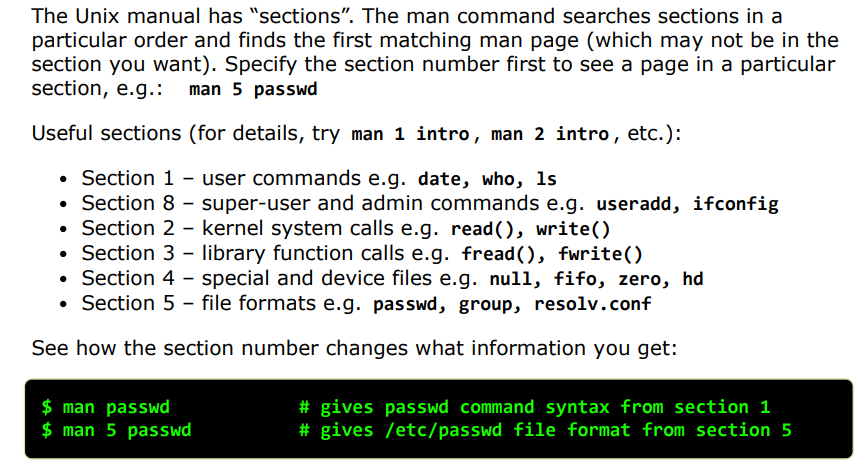 The Unix manual has “sections”. The man command searches sections in a
particular order and finds the first matching man page (which may not be in the
section you want). Specify the section number first to see a page in a particular
section, e.g.: man 5 passwd
Useful sections (for details, try man 1 intro, man 2 intro, etc.):
• Section 1 – user commands e.g. date, who, ls
• Section 8 – super-user and admin commands e.g. useradd, ifconfig
• Section 2 – kernel system calls e.g. read(), write()
• Section 3 – library function calls e.g. fread(), fwrite()
• Section 4 – special and device files e.g. null, fifo, zero, hd
• Section 5 – file formats e.g. passwd, group, resolv.conf
See how the section number changes what information you get:
$ man passwd # gives passwd command syntax from section 1
$ man 5 passwd # gives /etc/passwd file format from section 5